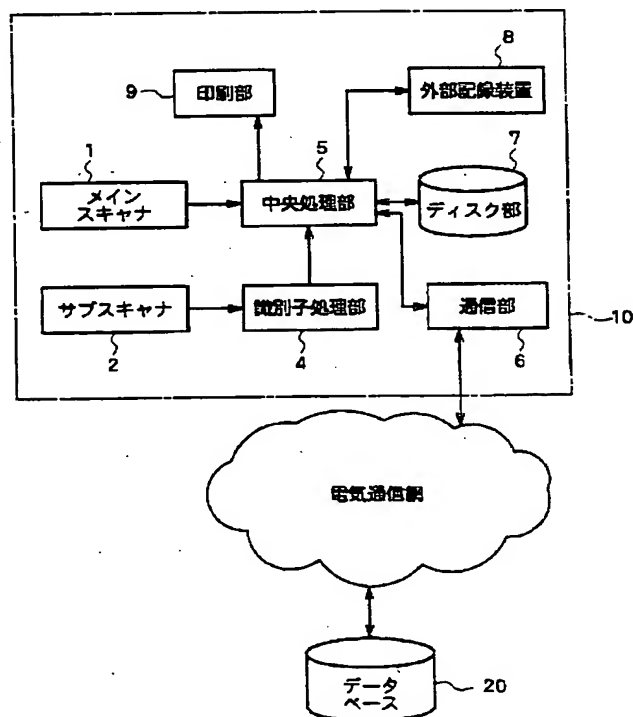 8
9
印刷部
外部記録装置
1
5
7
メイン
スキャナ
中央処理部
ディスク部
サブスキャナ
識別子処理部
通信部
10
2
4
6
電気通信網
データ
ベース
20